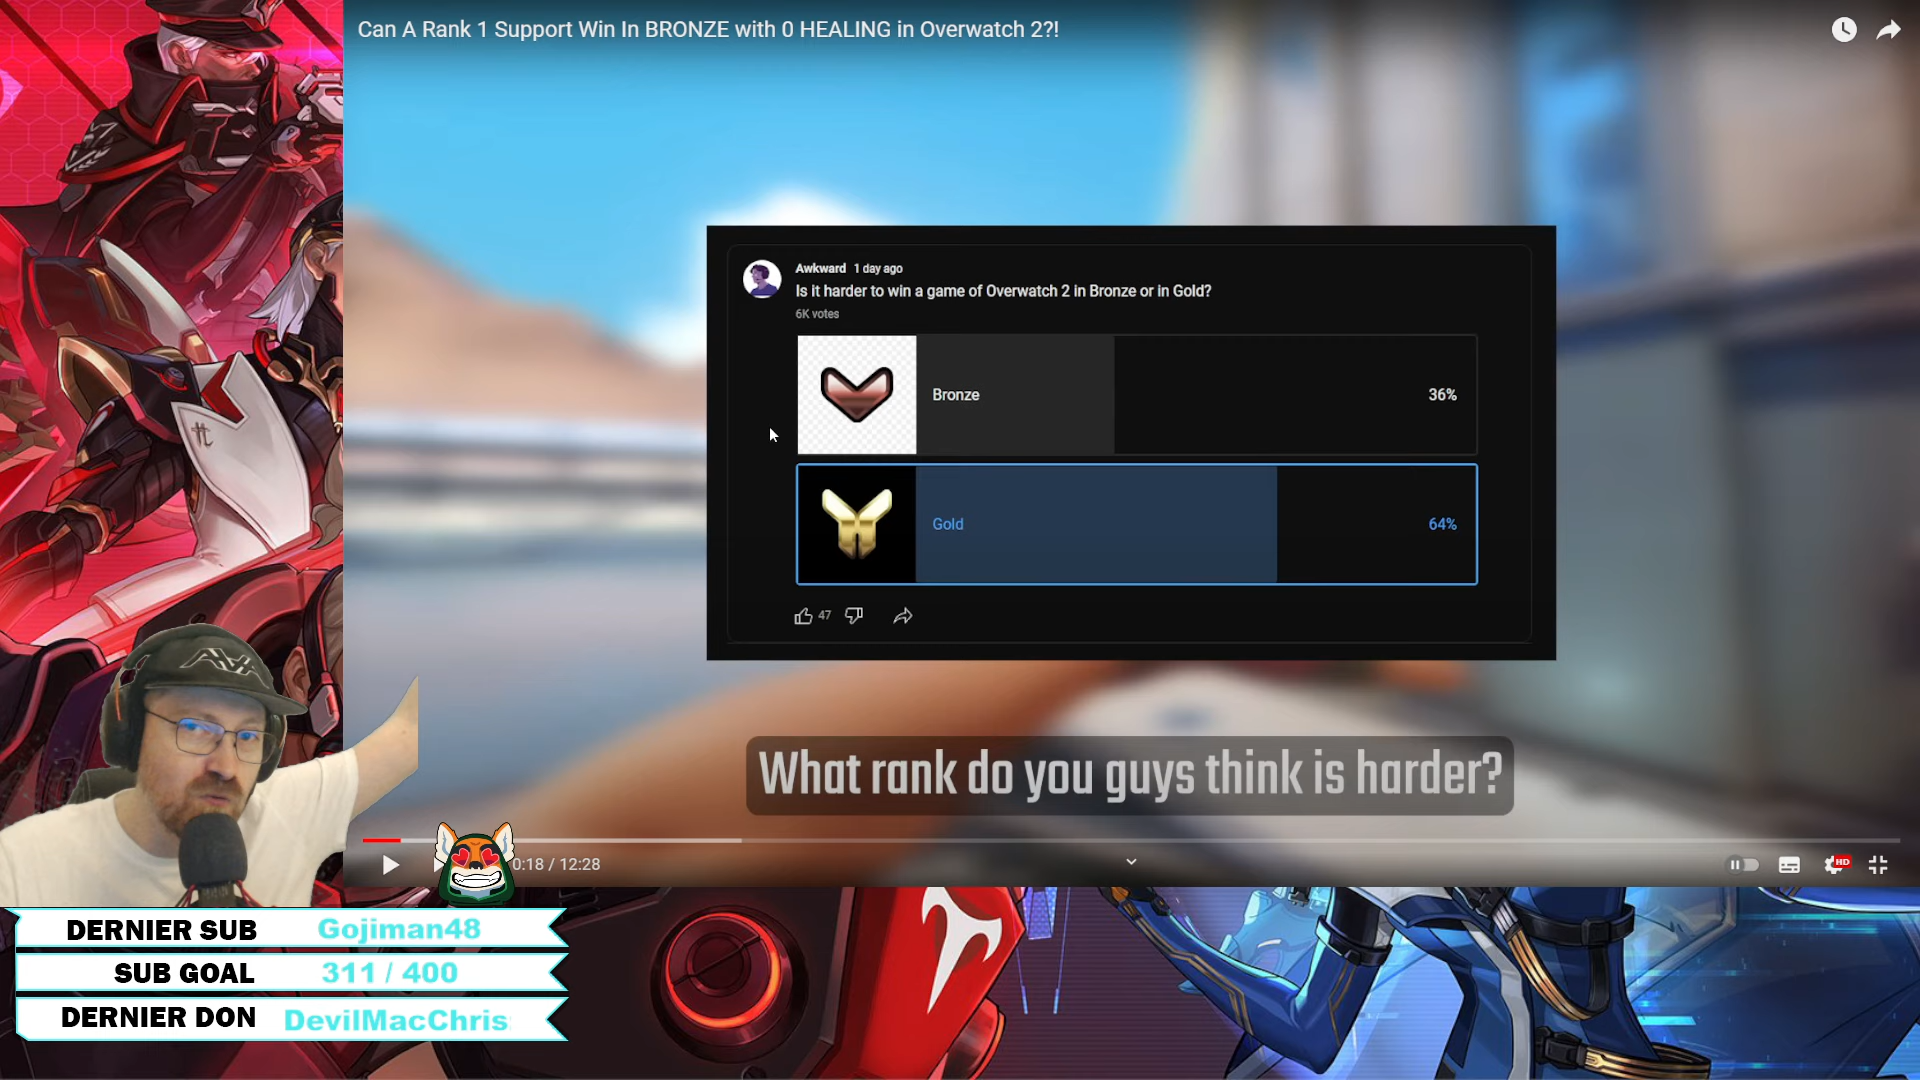 Can A Rank 1 Support Win In BRONZE with 0 HEALING in Overwatch 2?!
Awkward 1 day ago
Is it harder to win a game of Overwatch 2 in Bronze or in Gold?
6K votes
Bronze 36%
Gold 64%
47
What rank do you guys think is harder?
0:18 / 12:28
HD
DERNIER SUB Gojiman48
SUB GOAL 311 / 400
DERNIER DON DevilMacChris